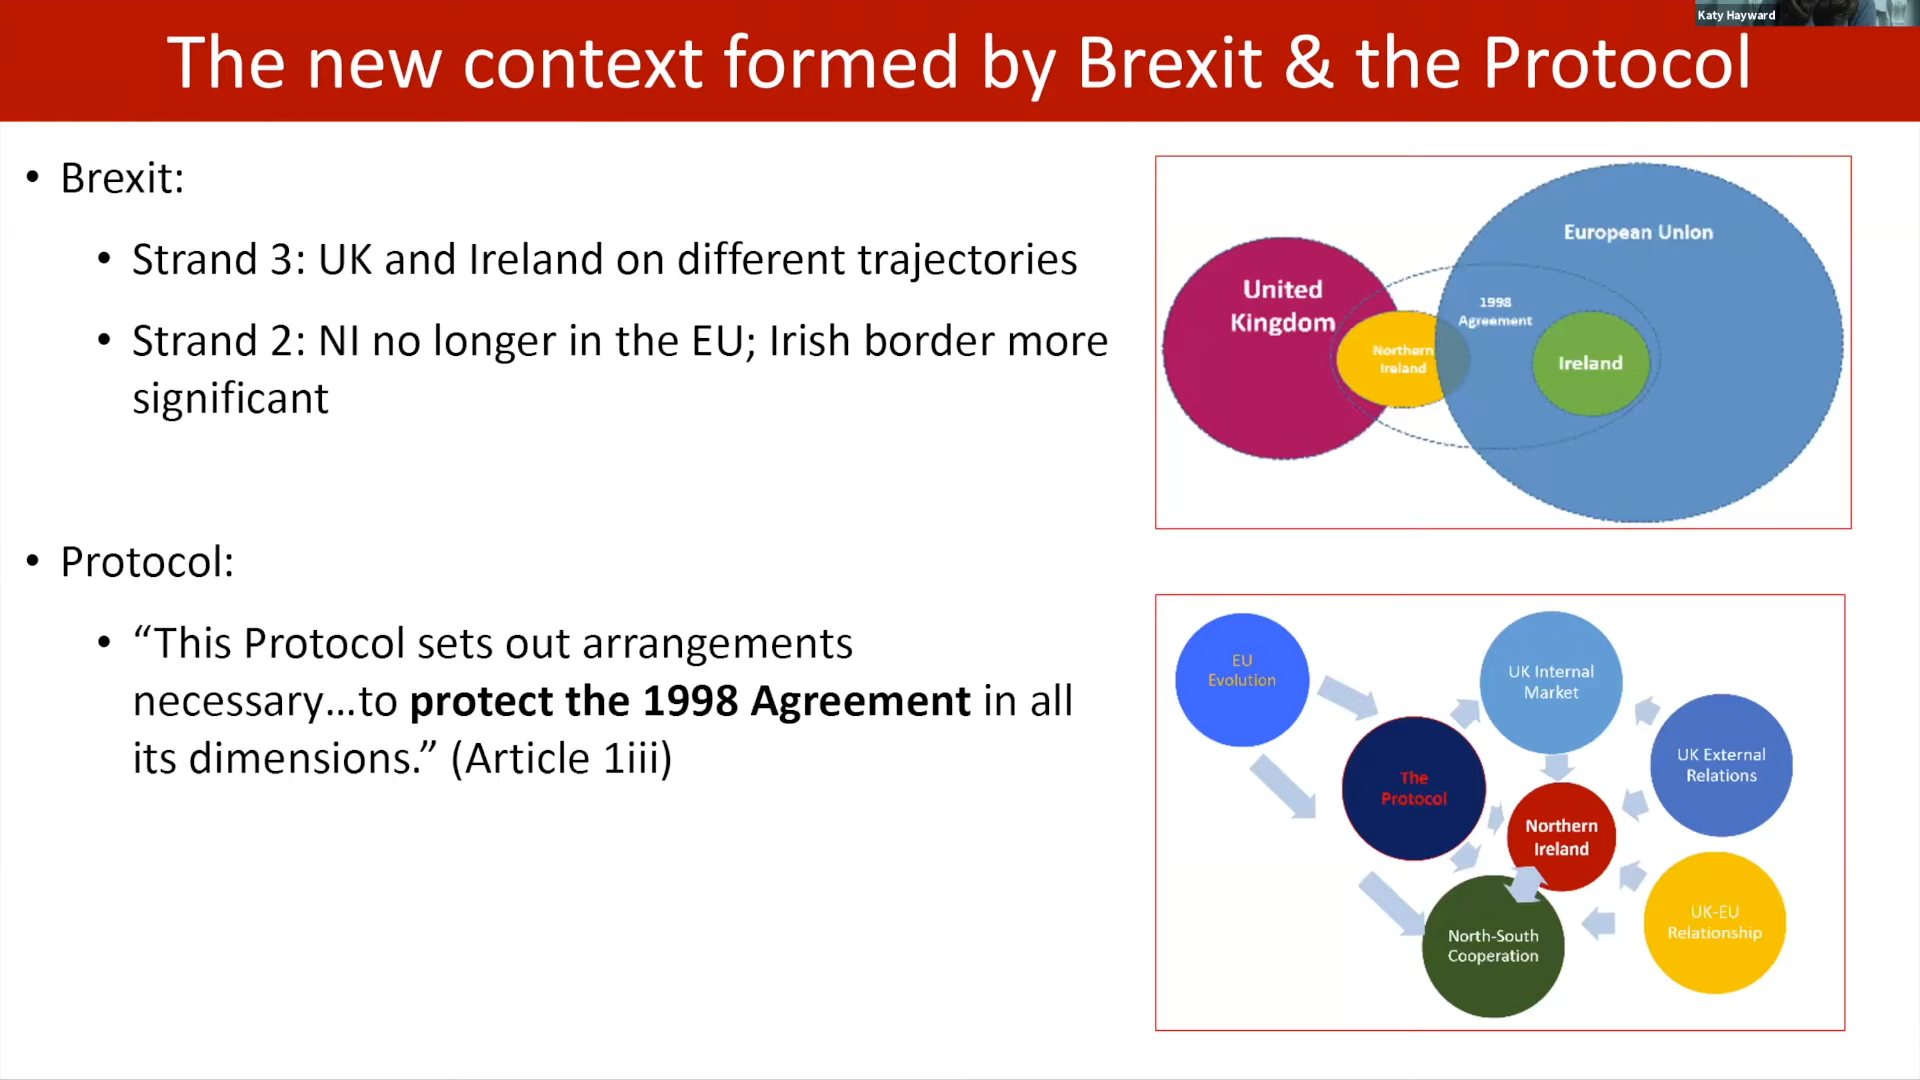 Katy Hayward
The new context formed by Brexit & the Protocol
• Brexit:
• Strand 3: UK and Ireland on different trajectories
• Strand 2: NI no longer in the EU; Irish border more
significant
• Protocol:
• “This Protocol sets out arrangements
necessary...to protect the 1998 Agreement in all
its dimensions.” (Article 1iii)
European Union
United
Kingdom
1998
Agreement
Northern
Ireland
Ireland
EU
Evolution
UK Internal
Market
UK External
Relations
The
Protocol
Northern
Ireland
UK-EU
Relationship
North-South
Cooperation